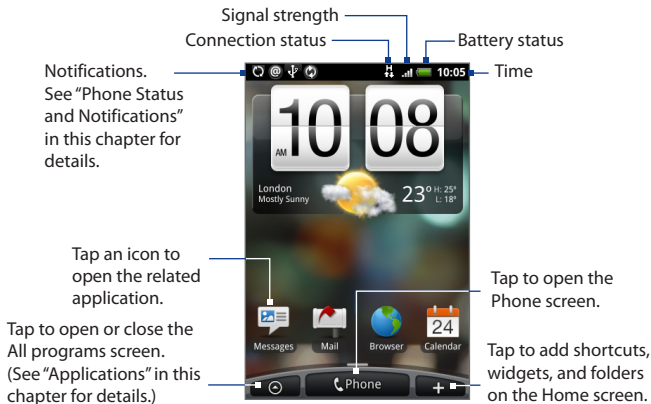 Signal strength
Connection status
Battery status
Notifications.
See “Phone Status
and Notifications”
in this chapter for
details.
@
H
10:05
Time
10
08
AM
London
Mostly Sunny
23°
H: 25°
L: 18°
Tap an icon to
open the related
application.
Tap to open the
Phone screen.
24
Messages
Mail
Browser
Calendar
Tap to open or close the
All programs screen.
(See “Applications” in this
chapter for details.)
Phone
+
Tap to add shortcuts,
widgets, and folders
on the Home screen.